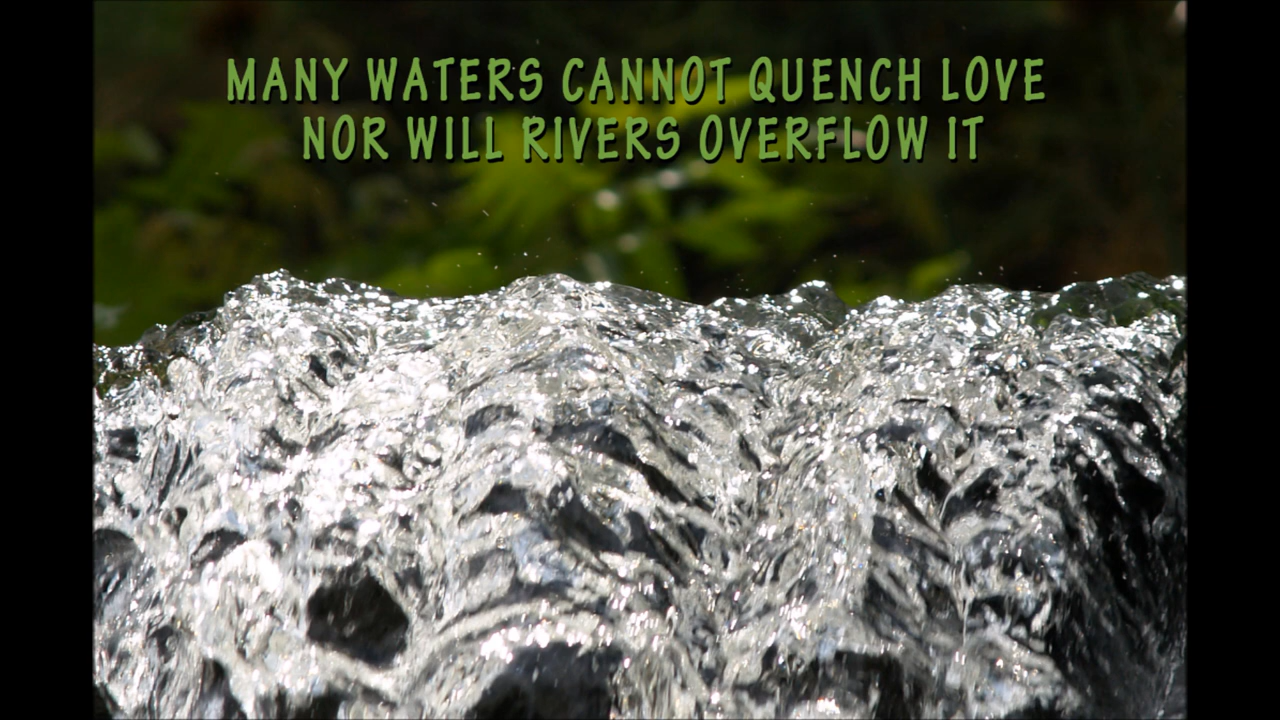 MANY WATERS CANNOT QUENCH LOVE
NOR WILL RIVERS OVERFLOW IT